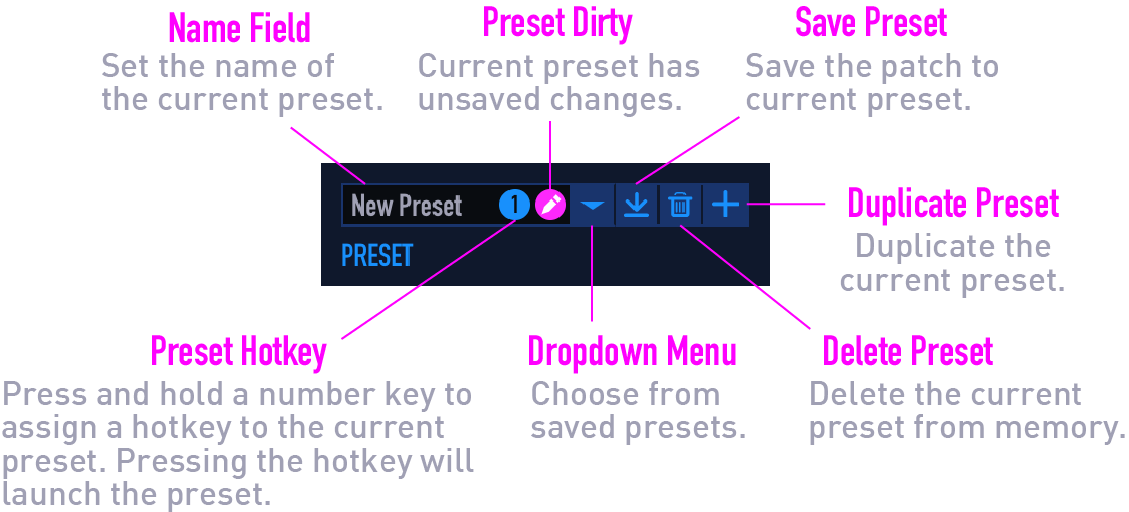 Name Field
Set the name of
the current preset.
Preset Dirty
Current preset has
unsaved changes.
Save Preset
Save the patch to
current preset.
New Preset
1
PRESET
Duplicate Preset
Duplicate the
current preset.
Preset Hotkey
Press and hold a number key to
assign a hotkey to the current
preset. Pressing the hotkey will
launch the preset.
Dropdown Menu
Choose from
saved presets.
Delete Preset
Delete the current
preset from memory.